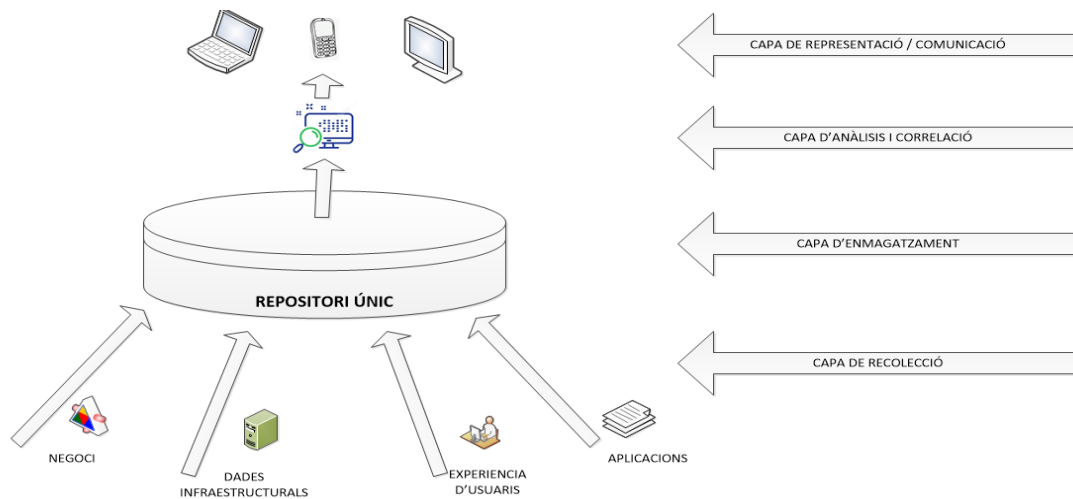 CAPA DE REPRESENTACIÓ / COMUNICACIÓ
CAPA D'ANÀLISIS I CORRELACIÓ
CAPA D'ENMAGATZAMENT
REPOSITORI ÚNIC
CAPA DE RECOLECCIÓ
NEGOCI
DADES
INFRAESTRUCTURALS
EXPERIENCIA
D'USUARIS
APLICACIONS